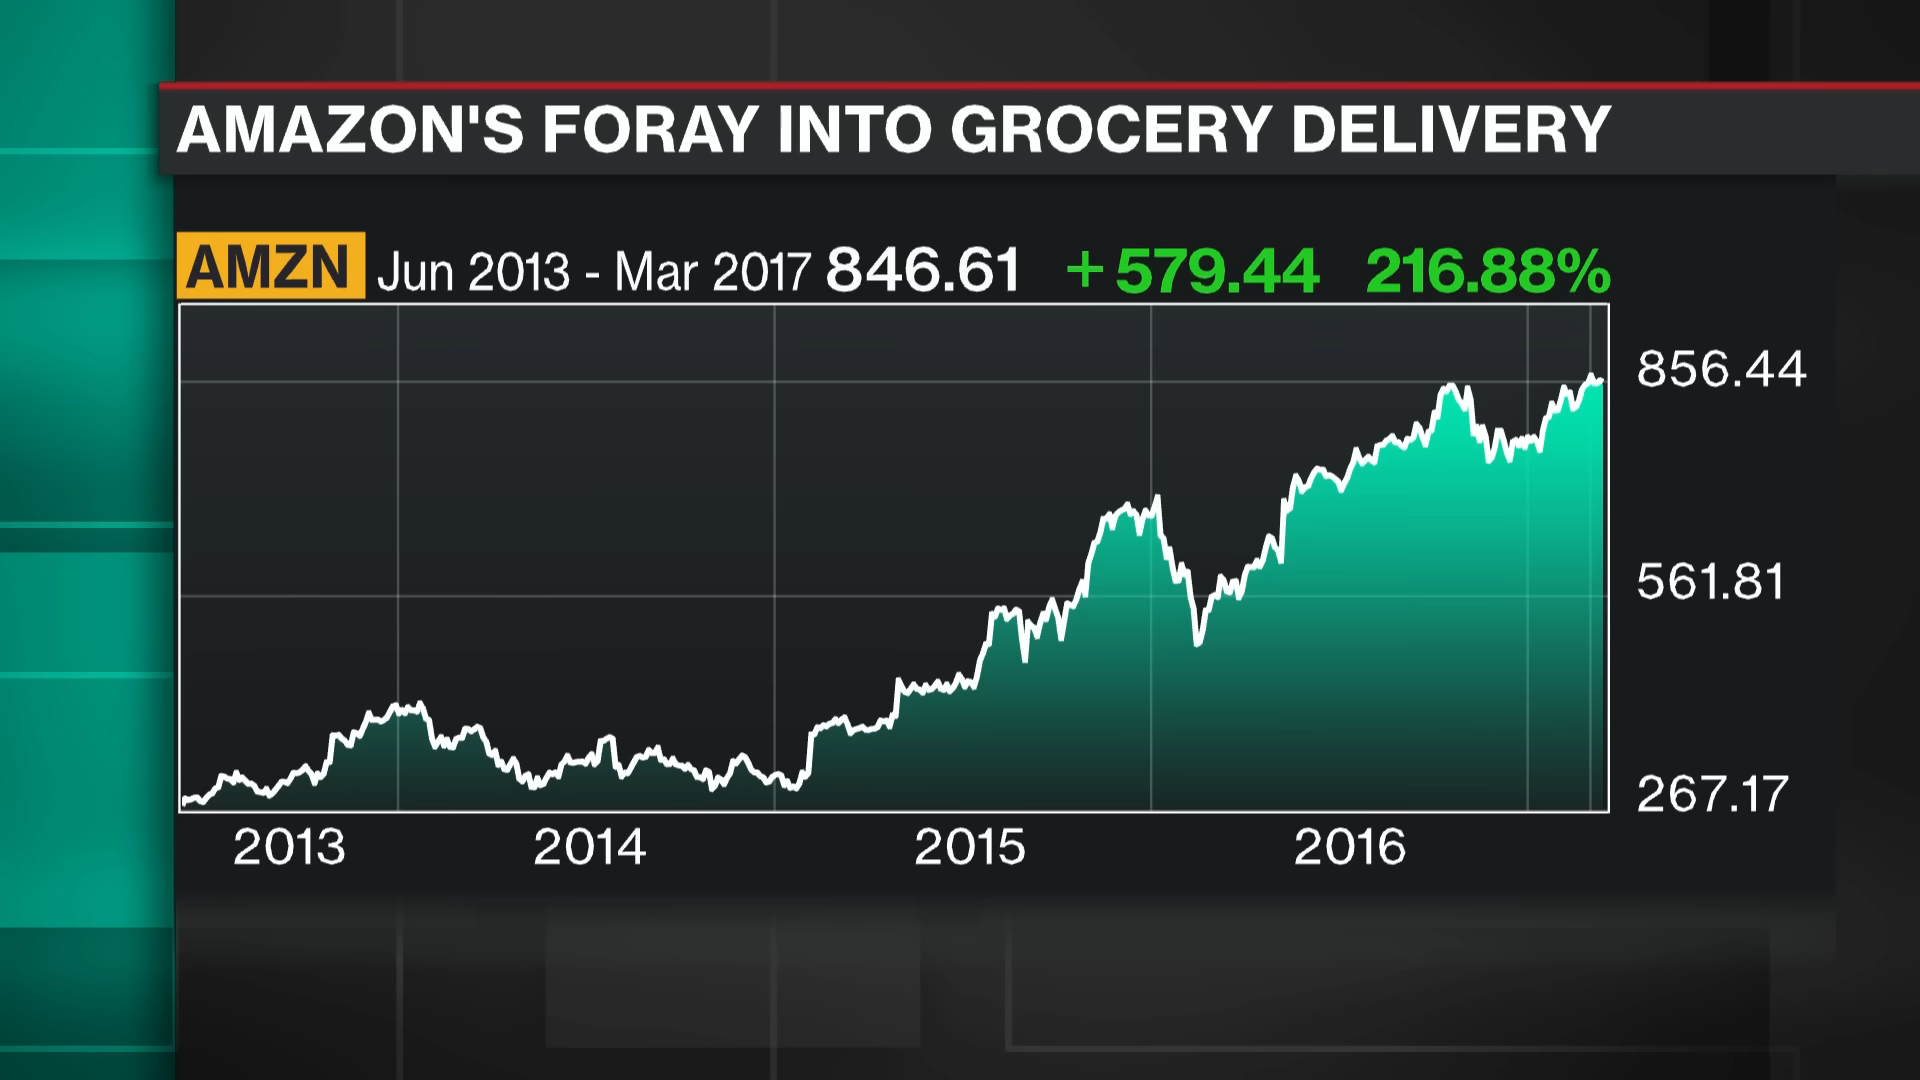 AMAZON'S FORAY INTO GROCERY DELIVERY
AMZN Jun 2013 - Mar 2017 846.61 +579.44 216.88%
856.44
561.81
267.17
2013 2014 2015 2016